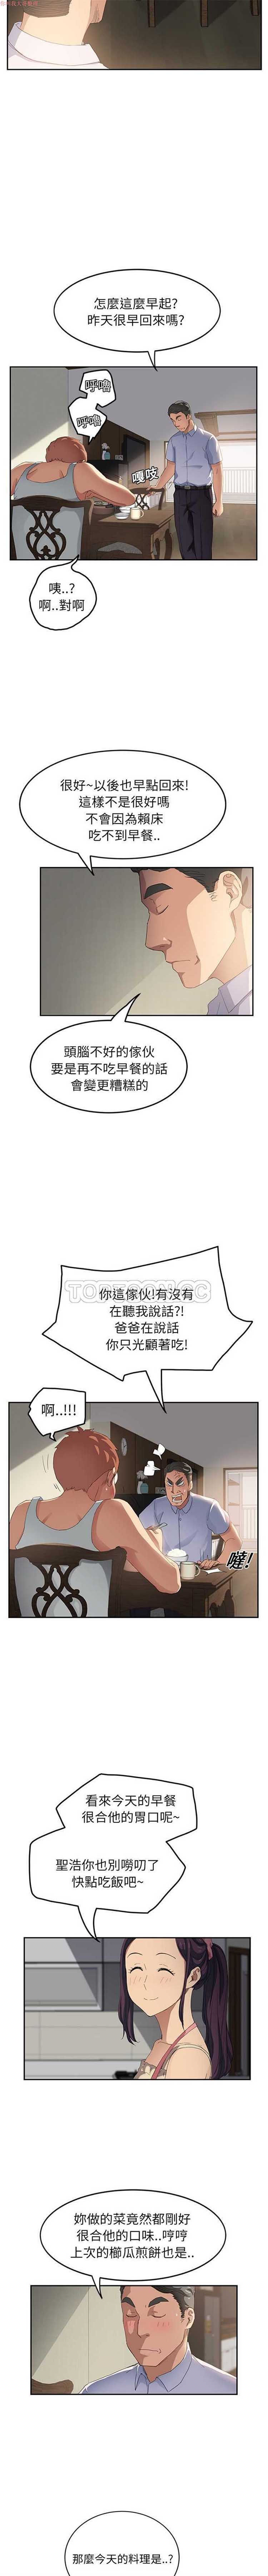 怎麼這麼早起?
昨天很早回來嗎?
呼嚕
呼嚕
嘎吱
咦..?
啊..對啊
很好~以後也早點回來!
這樣不是很好嗎
不會因為賴床
吃不到早餐..
頭腦不好的傢伙
要是再不吃早餐的話
會變更糟糕的
TOPTOON.CC
你這傢伙!有沒有
在聽我說話?!
爸爸在說話
你只光顧著吃!
啊..!!!
噠!
看來今天的早餐
很合他的胃口呢~
聖浩你也別嘮叨了
快點吃飯吧~
妳做的菜竟然都剛好
很合他的口味..哼哼
上次的櫛瓜煎餅也是..
那麼今天的料理是..?